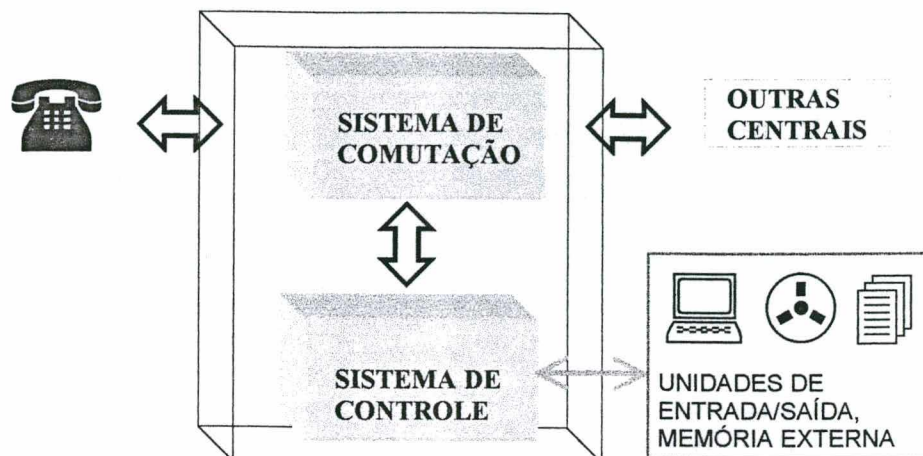 SISTEMA DE
COMUTAÇÃO
OUTRAS
CENTRAIS
SISTEMA DE
CONTROLE
UNIDADES DE
ENTRADA/SAÍDA,
MEMÓRIA EXTERNA